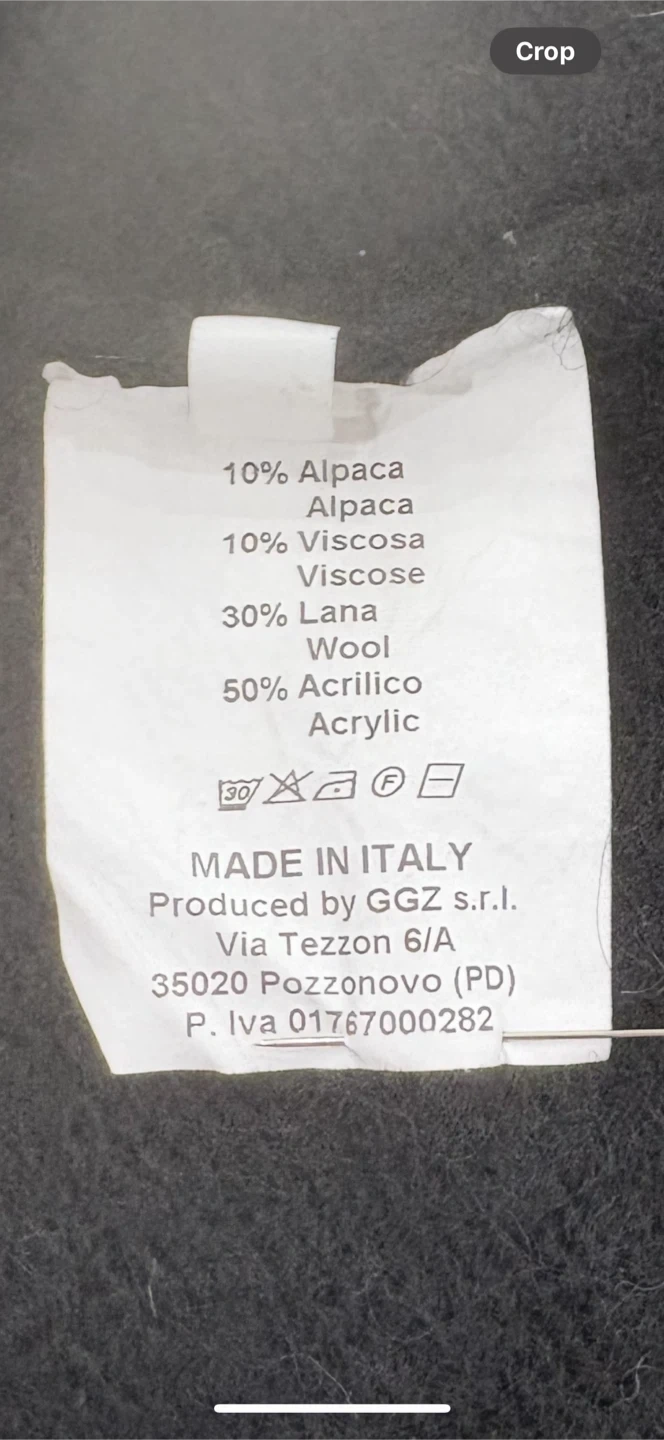 Crop
10% Alpaca
Alpaca
10% Viscosa
Viscose
30% Lana
Wool
50% Acrilico
Acrylic
30 F
MADE IN ITALY
Produced by GGZ s.r.l.
Via Tezzon 6/A
35020 Pozzonovo (PD)
P. Iva 01767000282